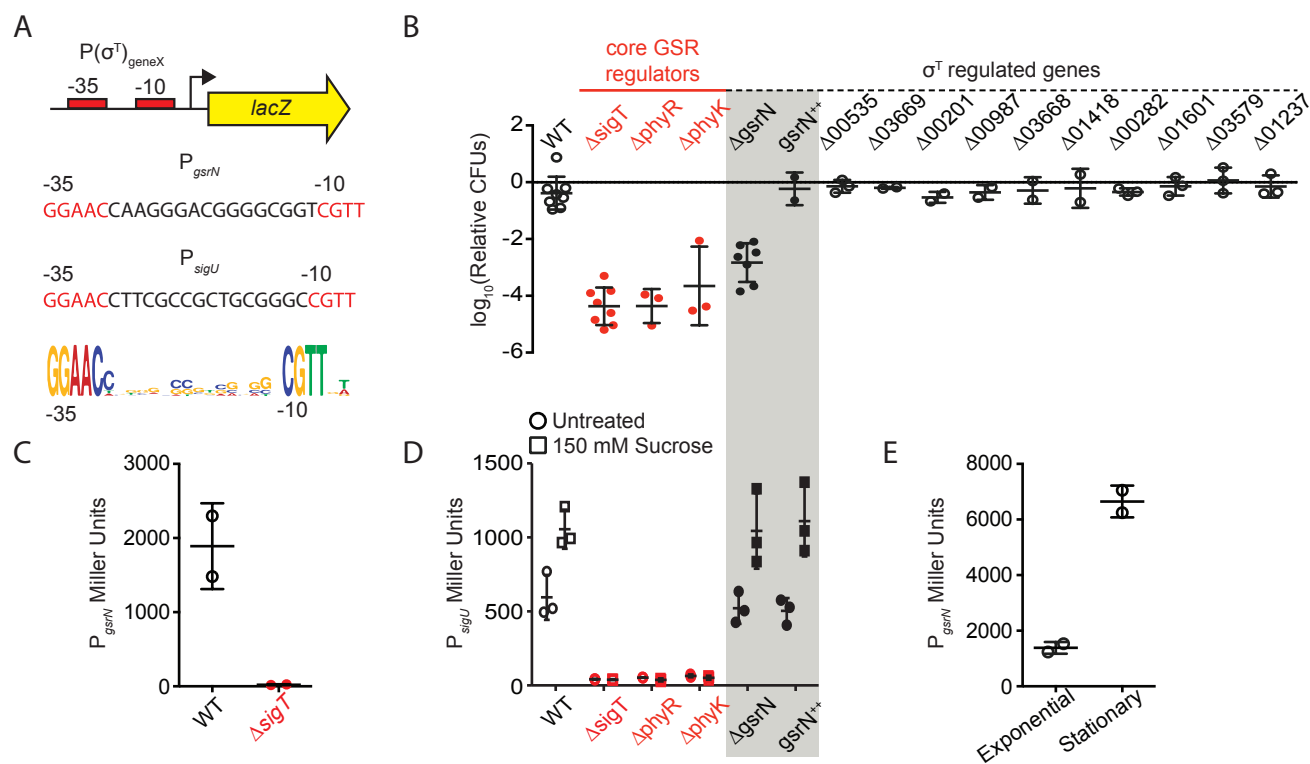 A
P(σᵀ)geneX
-35 -10
lacZ
PgsrN
-35 -10
GGAACCAAGGGACGGGGCGGTCGTT
PsigU
-35 -10
GGAACCTTCGCCGCTGCGGGCCGTT
GGAAC CGTT
-35 -10
B
core GSR
regulators
σᵀ regulated genes
WT ΔsigT ΔphyR ΔphyK ΔgsrN gsrN⁺⁺ Δ00535 Δ03669 Δ00201 Δ00987 Δ03668 Δ01418 Δ00282 Δ01601 Δ03579 Δ01237
log₁₀(Relative CFUs)
2
0
-2
-4
-6
C
PgsrN Miller Units
3000
2000
1000
0
WT ΔsigT
D
Untreated
150 mM Sucrose
PsigU Miller Units
1500
1000
500
0
WT ΔsigT ΔphyR ΔphyK ΔgsrN gsrN⁺⁺
E
PgsrN Miller Units
8000
6000
4000
2000
0
Exponential Stationary